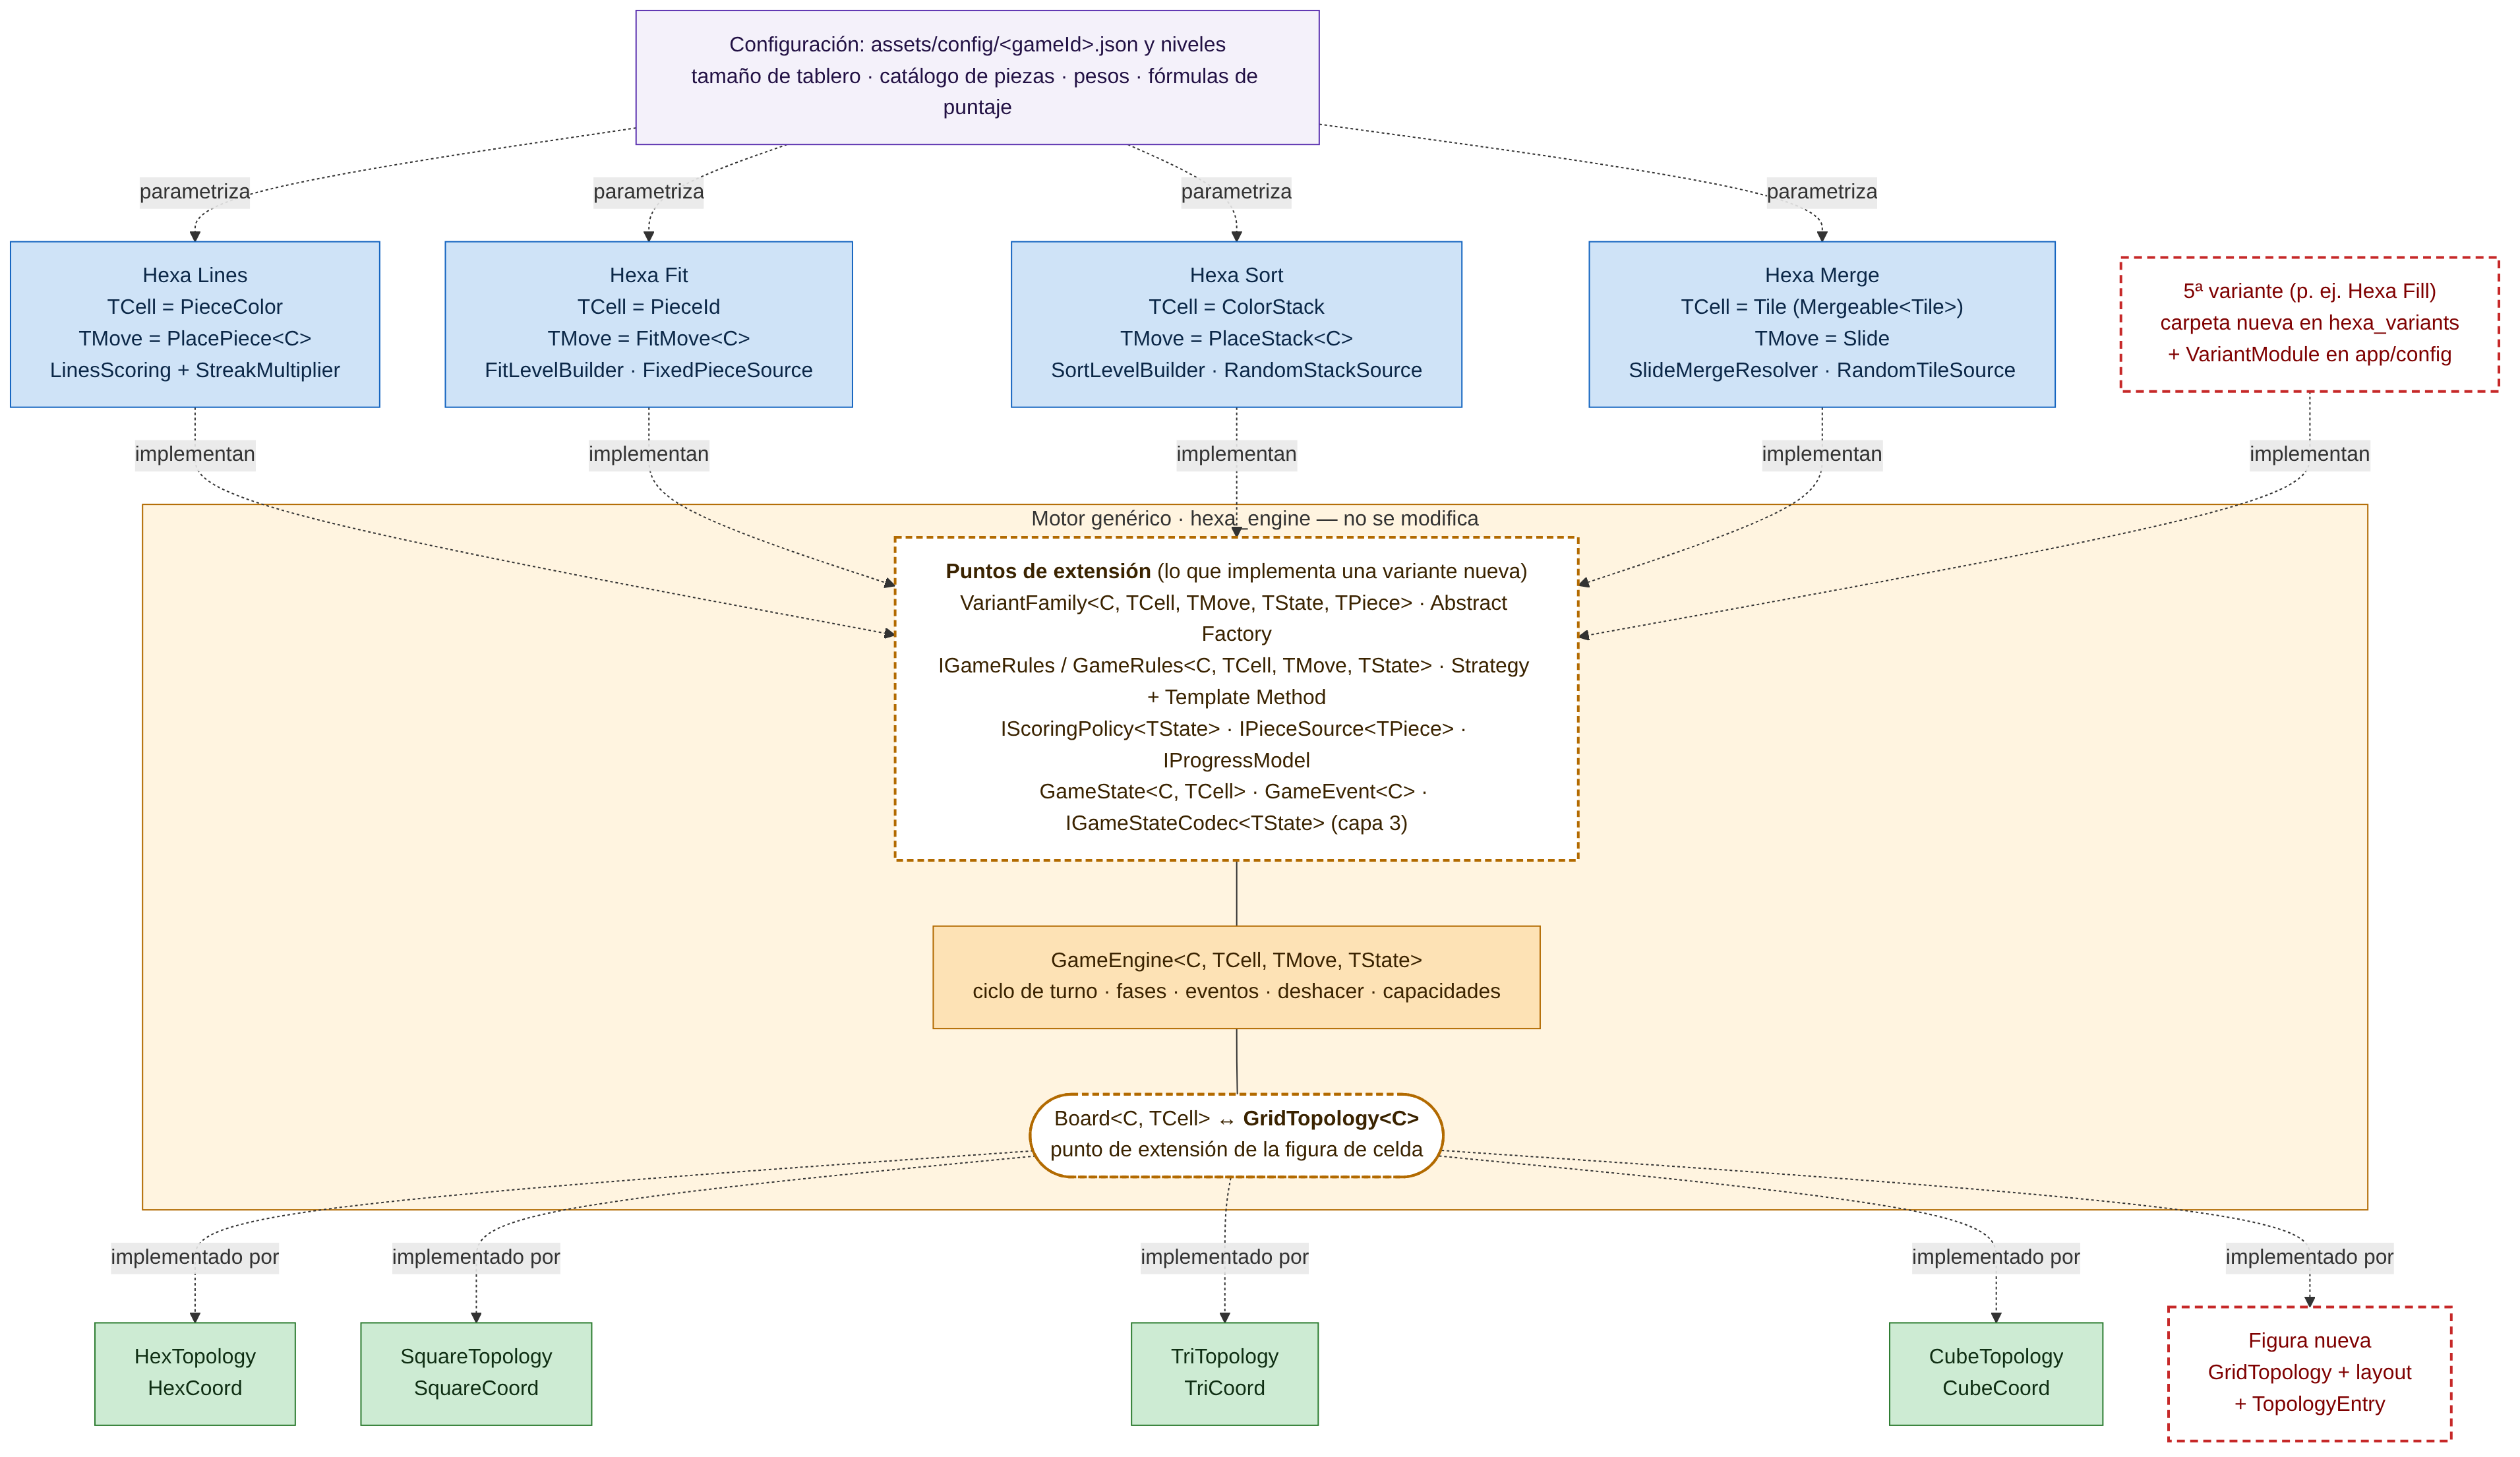 Configuración: assets/config/<gameId>.json y niveles
tamaño de tablero · catálogo de piezas · pesos · fórmulas de
puntaje
parametriza
parametriza
parametriza
parametriza
Hexa Lines
TCell = PieceColor
TMove = PlacePiece<C>
LinesScoring + StreakMultiplier
Hexa Fit
TCell = PieceId
TMove = FitMove<C>
FitLevelBuilder · FixedPieceSource
Hexa Sort
TCell = ColorStack
TMove = PlaceStack<C>
SortLevelBuilder · RandomStackSource
Hexa Merge
TCell = Tile (Mergeable<Tile>)
TMove = Slide
SlideMergeResolver · RandomTileSource
5ª variante (p. ej. Hexa Fill)
carpeta nueva en hexa_variants
+ VariantModule en app/config
implementan
implementan
implementan
implementan
implementan
Motor genérico · hexa_engine — no se modifica
Puntos de extensión (lo que implementa una variante nueva)
VariantFamily<C, TCell, TMove, TState, TPiece> · Abstract
Factory
IGameRules / GameRules<C, TCell, TMove, TState> · Strategy
+ Template Method
IScoringPolicy<TState> · IPieceSource<TPiece> ·
IProgressModel
GameState<C, TCell> · GameEvent<C> ·
IGameStateCodec<TState> (capa 3)
GameEngine<C, TCell, TMove, TState>
ciclo de turno · fases · eventos · deshacer · capacidades
Board<C, TCell> ↔ GridTopology<C>
punto de extensión de la figura de celda
implementado por
implementado por
implementado por
implementado por
implementado por
HexTopology
HexCoord
SquareTopology
SquareCoord
TriTopology
TriCoord
CubeTopology
CubeCoord
Figura nueva
GridTopology + layout
+ TopologyEntry